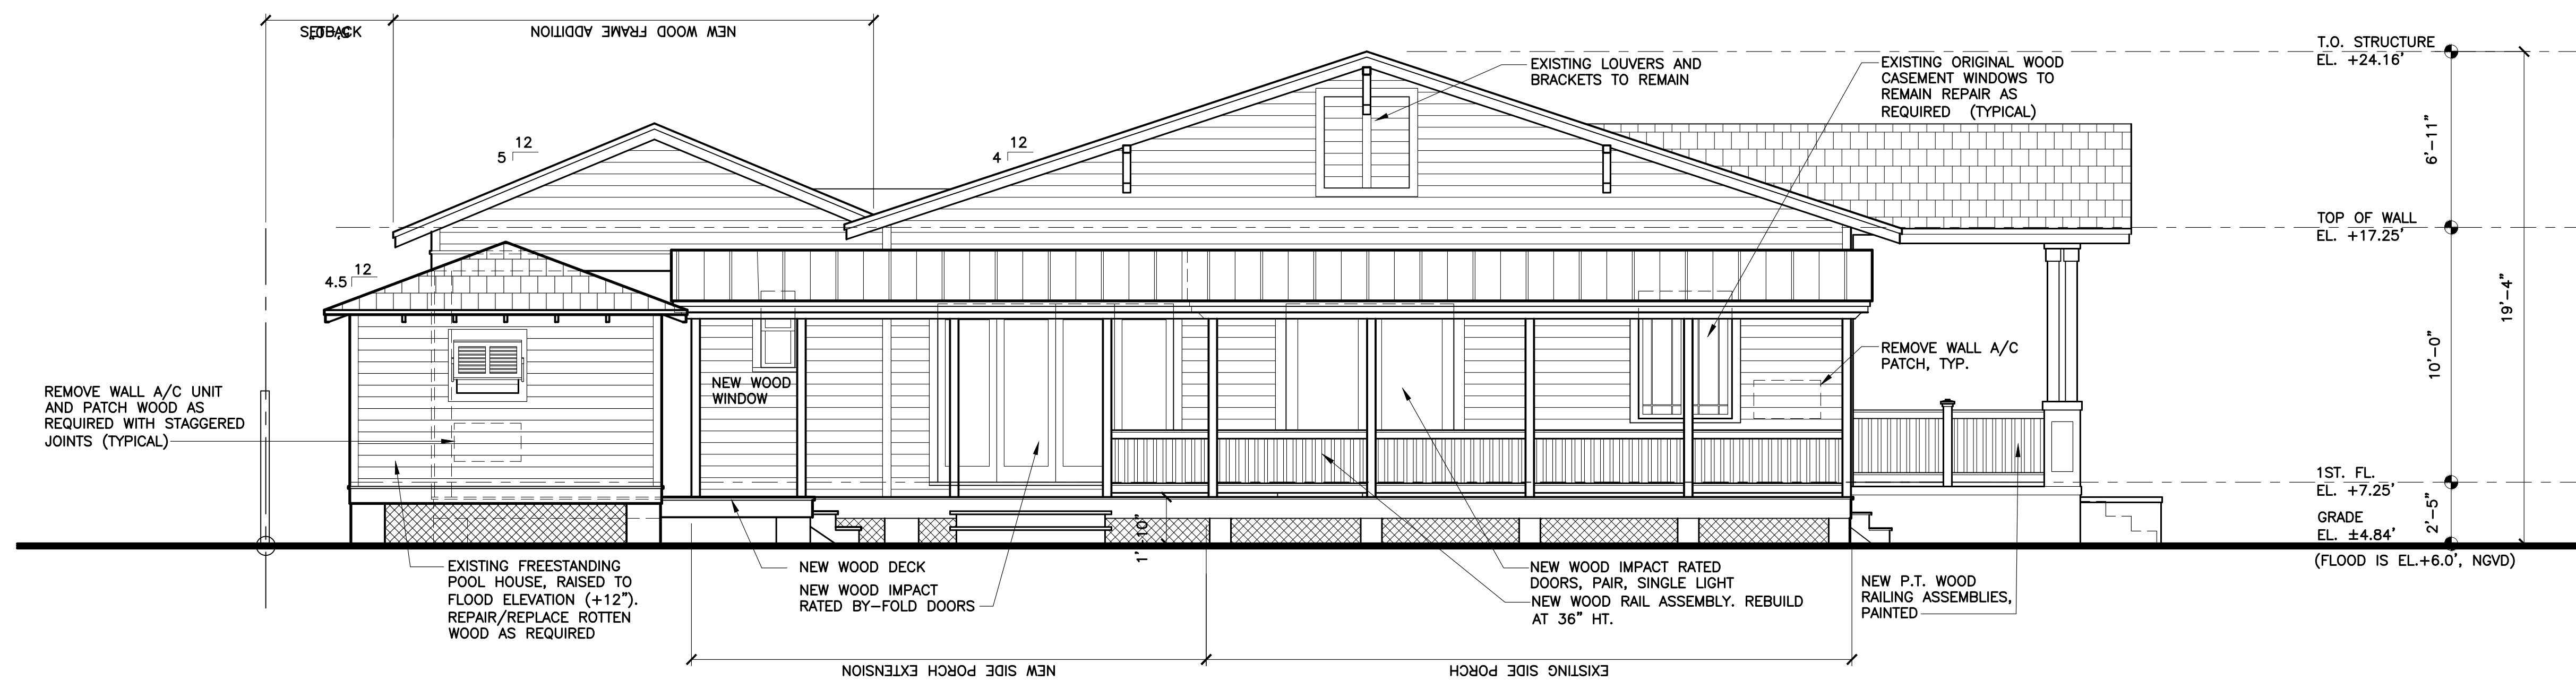 SETBACK
NEW WOOD FRAME ADDITION
T.O. STRUCTURE
EL. +24.16'
EXISTING LOUVERS AND
BRACKETS TO REMAIN
EXISTING ORIGINAL WOOD
CASEMENT WINDOWS TO
REMAIN REPAIR AS
REQUIRED (TYPICAL)
12
5
12
4
6'-11"
TOP OF WALL
EL. +17.25'
12
4.5
19'-4"
10'-0"
REMOVE WALL A/C
PATCH, TYP.
NEW WOOD
WINDOW
REMOVE WALL A/C UNIT
AND PATCH WOOD AS
REQUIRED WITH STAGGERED
JOINTS (TYPICAL)
1ST. FL.
EL. +7.25'
2'-5"
GRADE
EL. ±4.84'
(FLOOD IS EL.+6.0', NGVD)
1'-10"
EXISTING FREESTANDING
POOL HOUSE, RAISED TO
FLOOD ELEVATION (+12").
REPAIR/REPLACE ROTTEN
WOOD AS REQUIRED
NEW WOOD DECK
NEW WOOD IMPACT
RATED BY-FOLD DOORS
NEW WOOD IMPACT RATED
DOORS, PAIR, SINGLE LIGHT
NEW WOOD RAIL ASSEMBLY. REBUILD
AT 36" HT.
NEW P.T. WOOD
RAILING ASSEMBLIES,
PAINTED
NEW SIDE PORCH EXTENSION
EXISTING SIDE PORCH